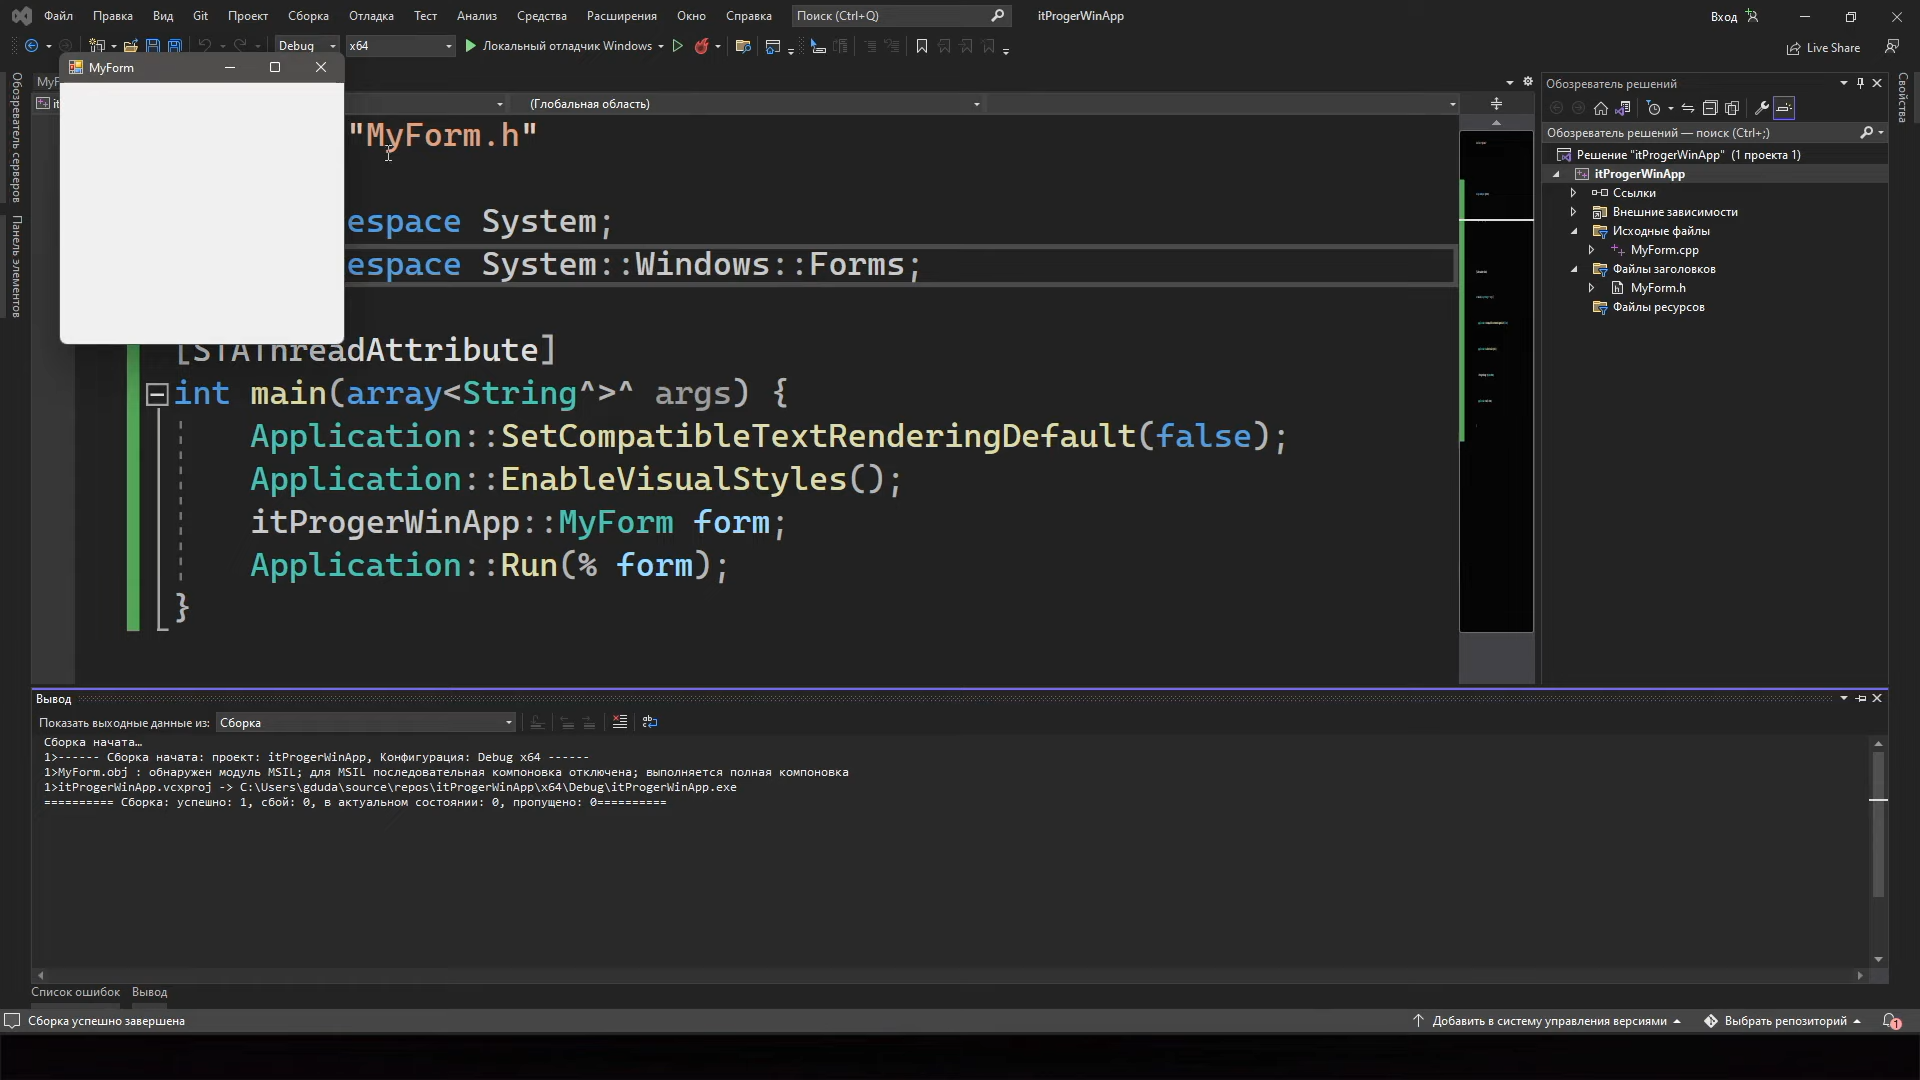 Файл Правка Вид Git Проект Сборка Отладка Тест Анализ Средства Расширения Окно Справка Поиск (Ctrl+Q) itProgerWinApp Вход
Debug x64 Локальный отладчик Windows Live Share
MyForm
(Глобальная область)
"MyForm.h"
espace System;
espace System::Windows::Forms;
[STAThreadAttribute]
int main(array<String^>^ args) {
Application::SetCompatibleTextRenderingDefault(false);
Application::EnableVisualStyles();
itProgerWinApp::MyForm form;
Application::Run(% form);
}
Обозреватель серверов
Панель элементов
Обозреватель решений
Обозреватель решений — поиск (Ctrl+;)
Решение "itProgerWinApp" (1 проекта 1)
itProgerWinApp
Ссылки
Внешние зависимости
Исходные файлы
MyForm.cpp
Файлы заголовков
MyForm.h
Файлы ресурсов
Свойства
Вывод
Показать выходные данные из: Сборка
Сборка начата…
1>------ Сборка начата: проект: itProgerWinApp, Конфигурация: Debug x64 ------
1>MyForm.obj : обнаружен модуль MSIL; для MSIL последовательная компоновка отключена; выполняется полная компоновка
1>itProgerWinApp.vcxproj -> C:\Users\gduda\source\repos\itProgerWinApp\x64\Debug\itProgerWinApp.exe
========== Сборка: успешно: 1, сбой: 0, в актуальном состоянии: 0, пропущено: 0==========
Список ошибок Вывод
Сборка успешно завершена Добавить в систему управления версиями Выбрать репозиторий 1